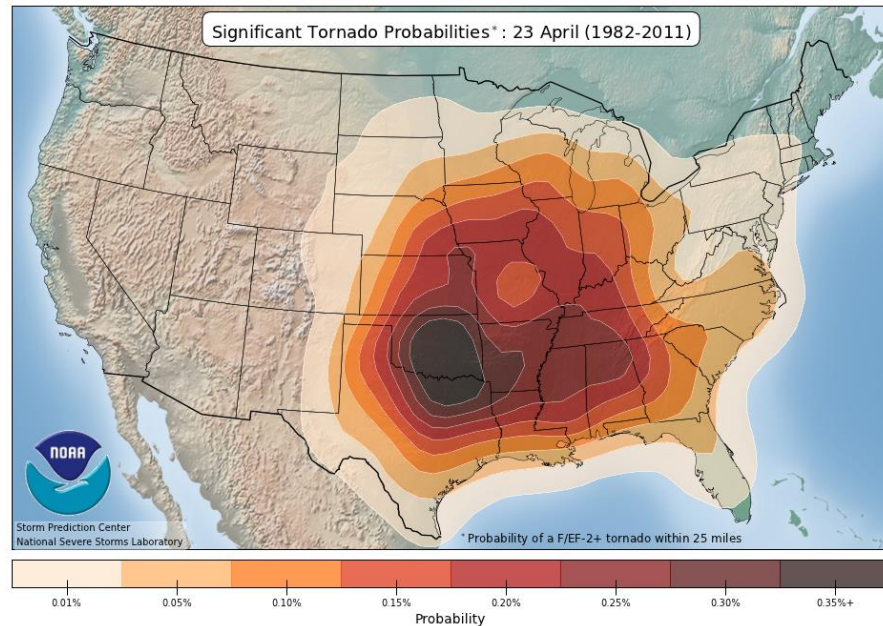 Significant Tornado Probabilities*: 23 April (1982-2011)
NOAA
Storm Prediction Center
National Severe Storms Laboratory
*Probability of a F/EF-2+ tornado within 25 miles
0.01% 0.05% 0.10% 0.15% 0.20% 0.25% 0.30% 0.35%+
Probability